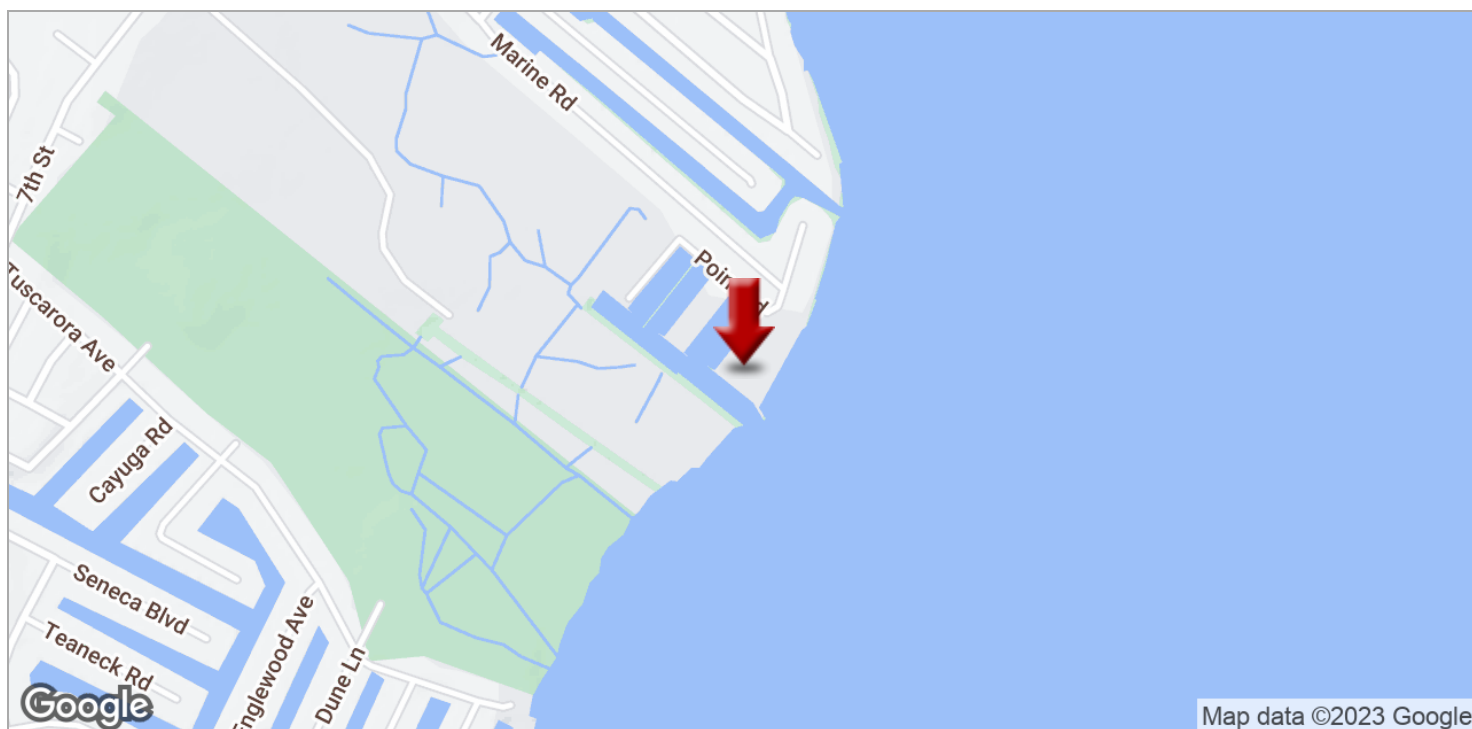 Marine Rd
7th St
Tuscarora Ave
Cayuga Rd
Seneca Blvd
Teaneck Rd
Englewood Ave
Dune Ln
Google
Map data ©2023 Google